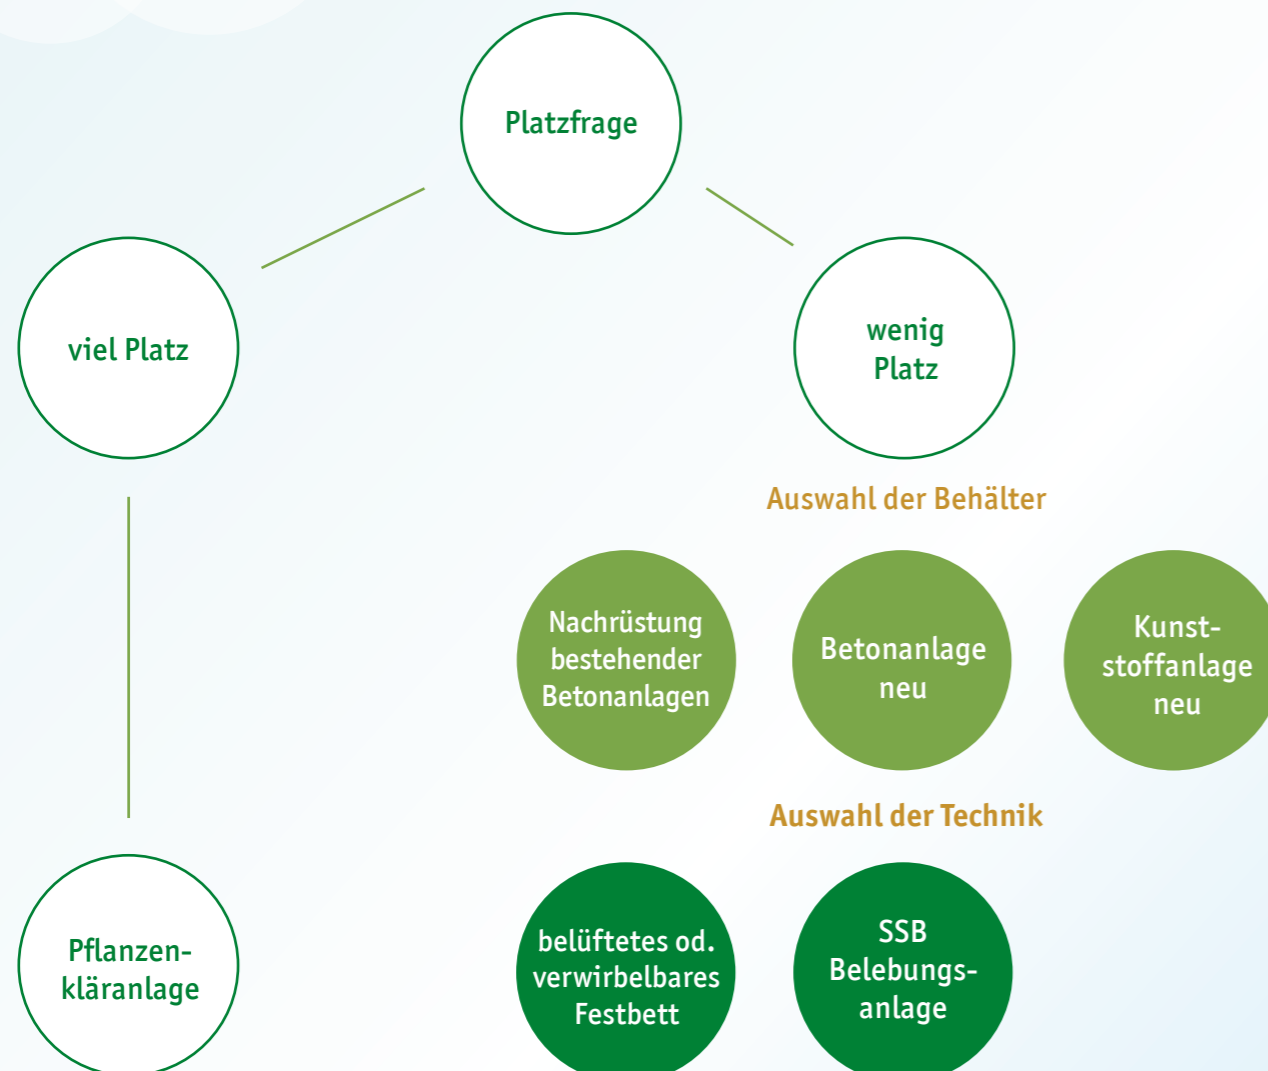 Platzfrage
viel Platz
wenig
Platz
Auswahl der Behälter
Nachrüstung
bestehender
Betonanlagen
Betonanlage
neu
Kunst-
stoffanlage
neu
Auswahl der Technik
Pflanzen-
kläranlage
belüftetes od.
verwirbelbares
Festbett
SSB
Belebungs-
anlage